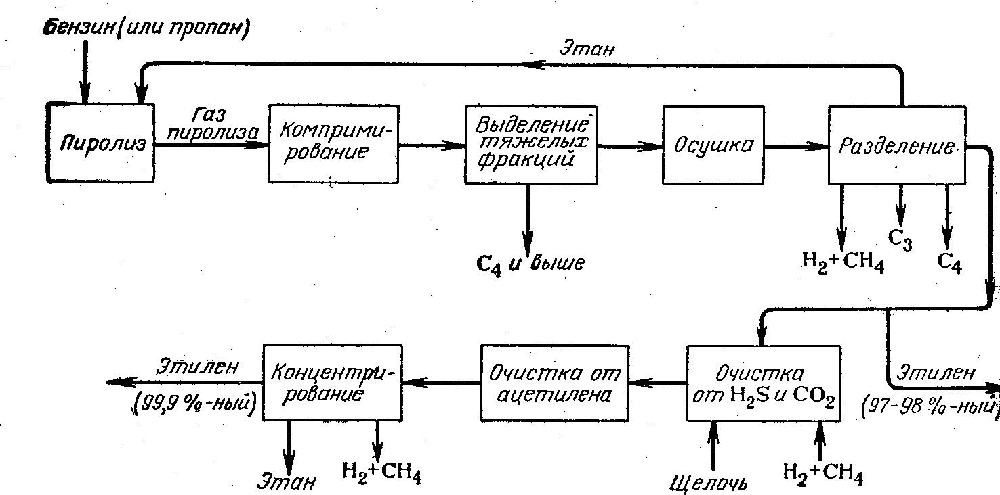 бензин (или пропан)
Этан
Пиролиз
Газ
пиролиза
Комприми-
рование
Выделение
тяжелых
фракций
Осушка
Разделение
C4 и выше
H2+CH4
C3
C4
Этилен
(99,9 %-ный)
Концентри-
рование
Очистка от
ацетилена
Очистка
от H2S и CO2
Этилен
(97-98 %-ный)
Этан
H2+CH4
Щелочь
H2+CH4